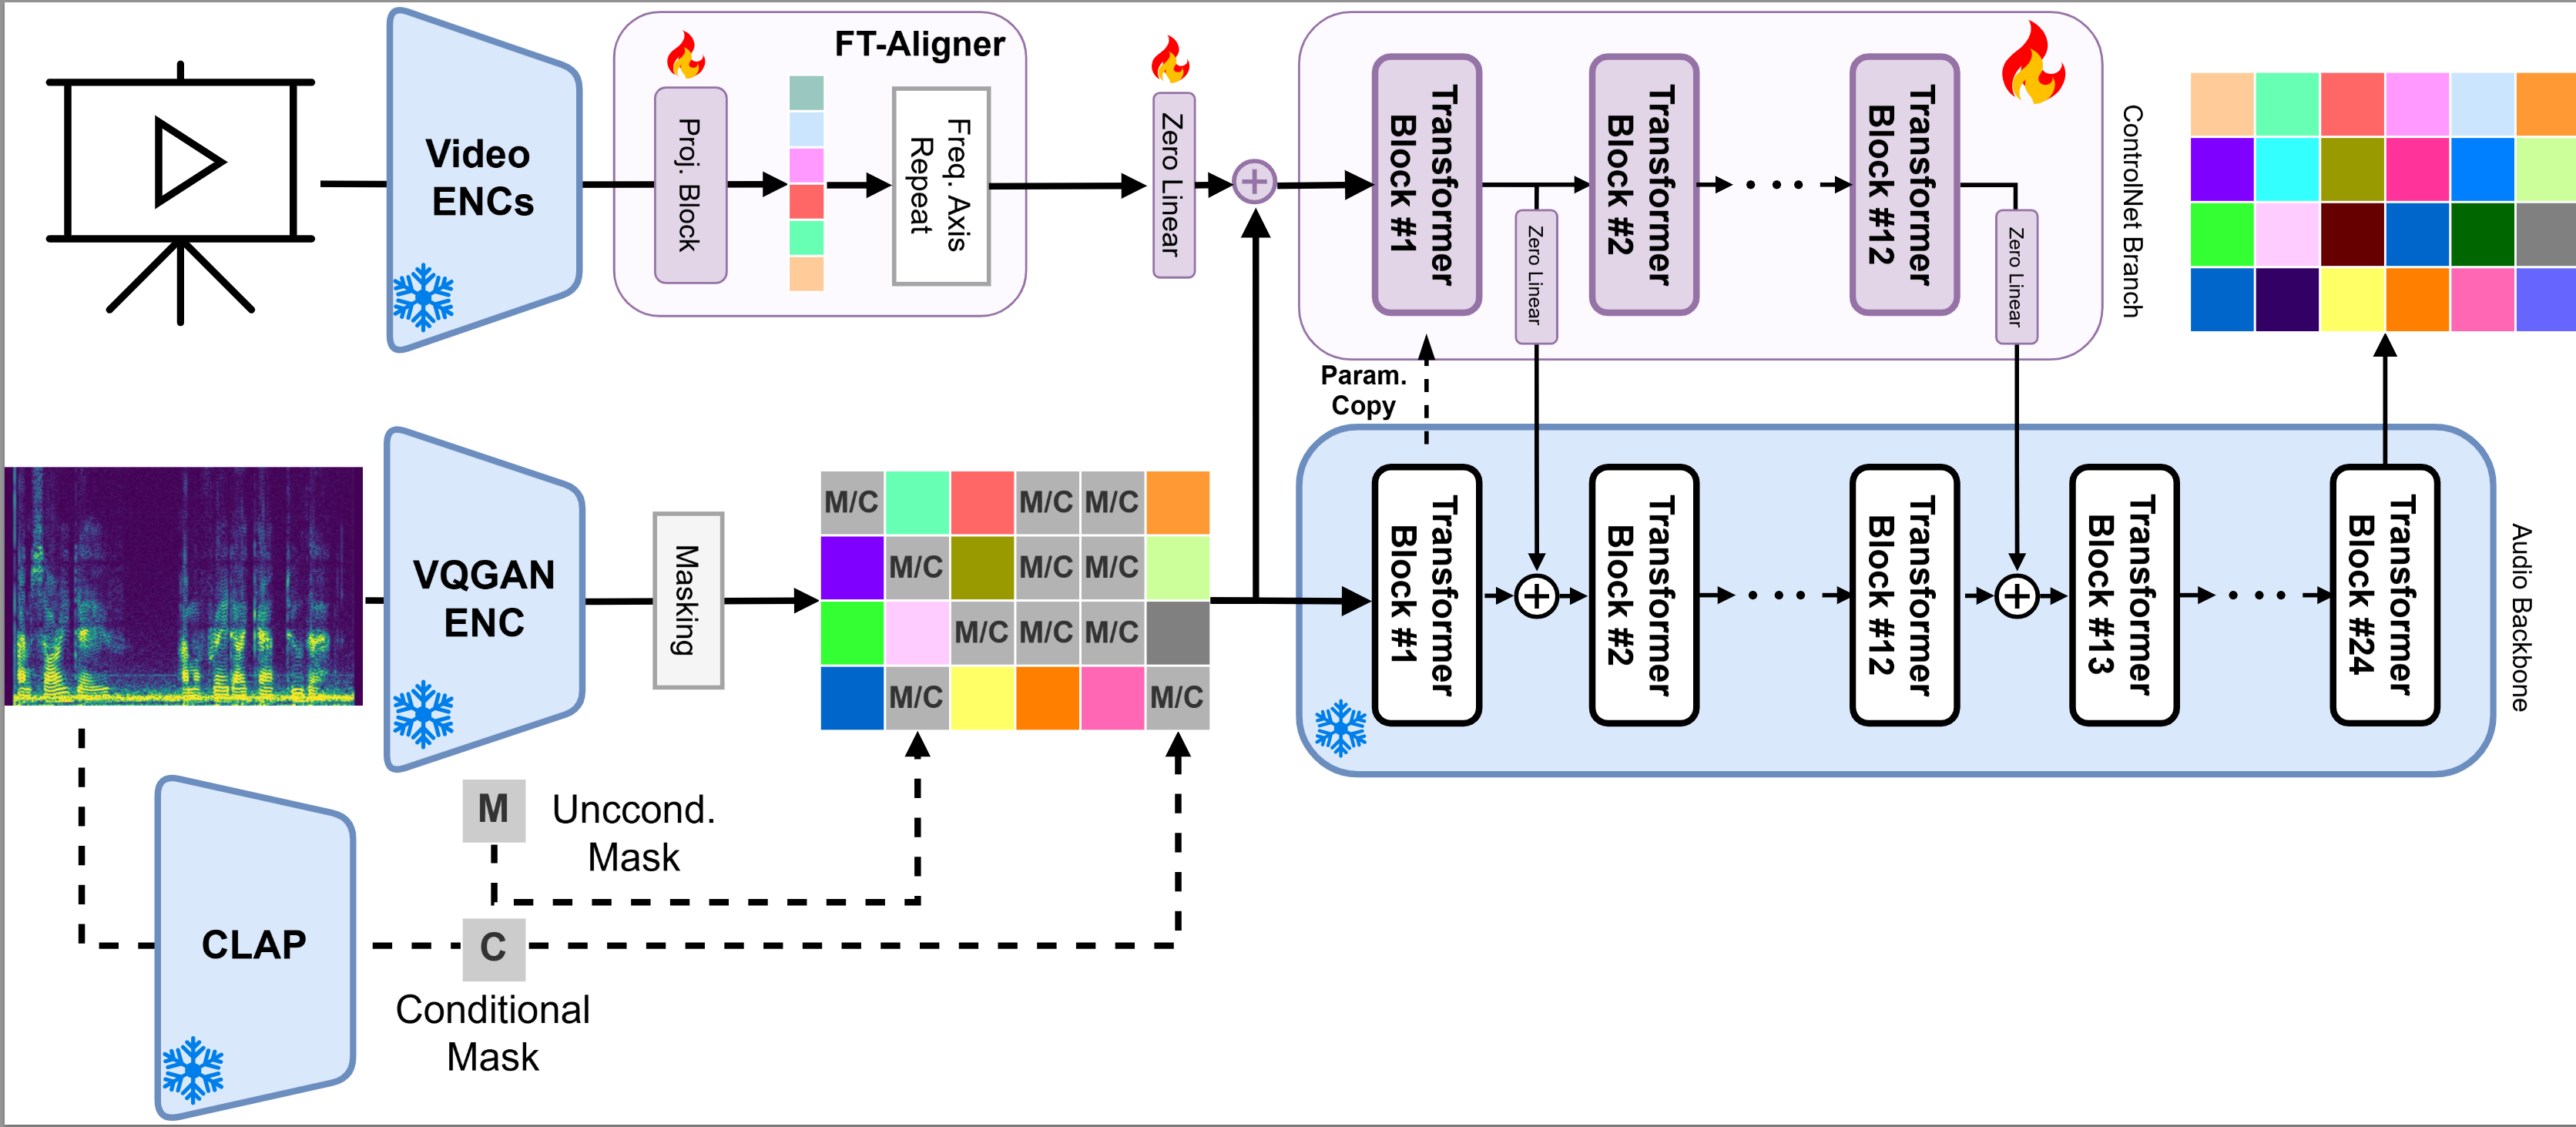 FT-Aligner
Video
ENCs
Proj. Block
Freq. Axis
Repeat
Zero Linear
Transformer
Block #1
Transformer
Block #2
Transformer
Block #12
Zero Linear
Zero Linear
ControlNet Branch
Param.
Copy
VQGAN
ENC
Masking
M/C
M/C
M/C
M/C
M/C
M/C
M/C
M/C
M/C
M/C
M/C
Transformer
Block #1
Transformer
Block #2
Transformer
Block #12
Transformer
Block #13
Transformer
Block #24
Audio Backbone
M
Unccond.
Mask
CLAP
C
Conditional
Mask